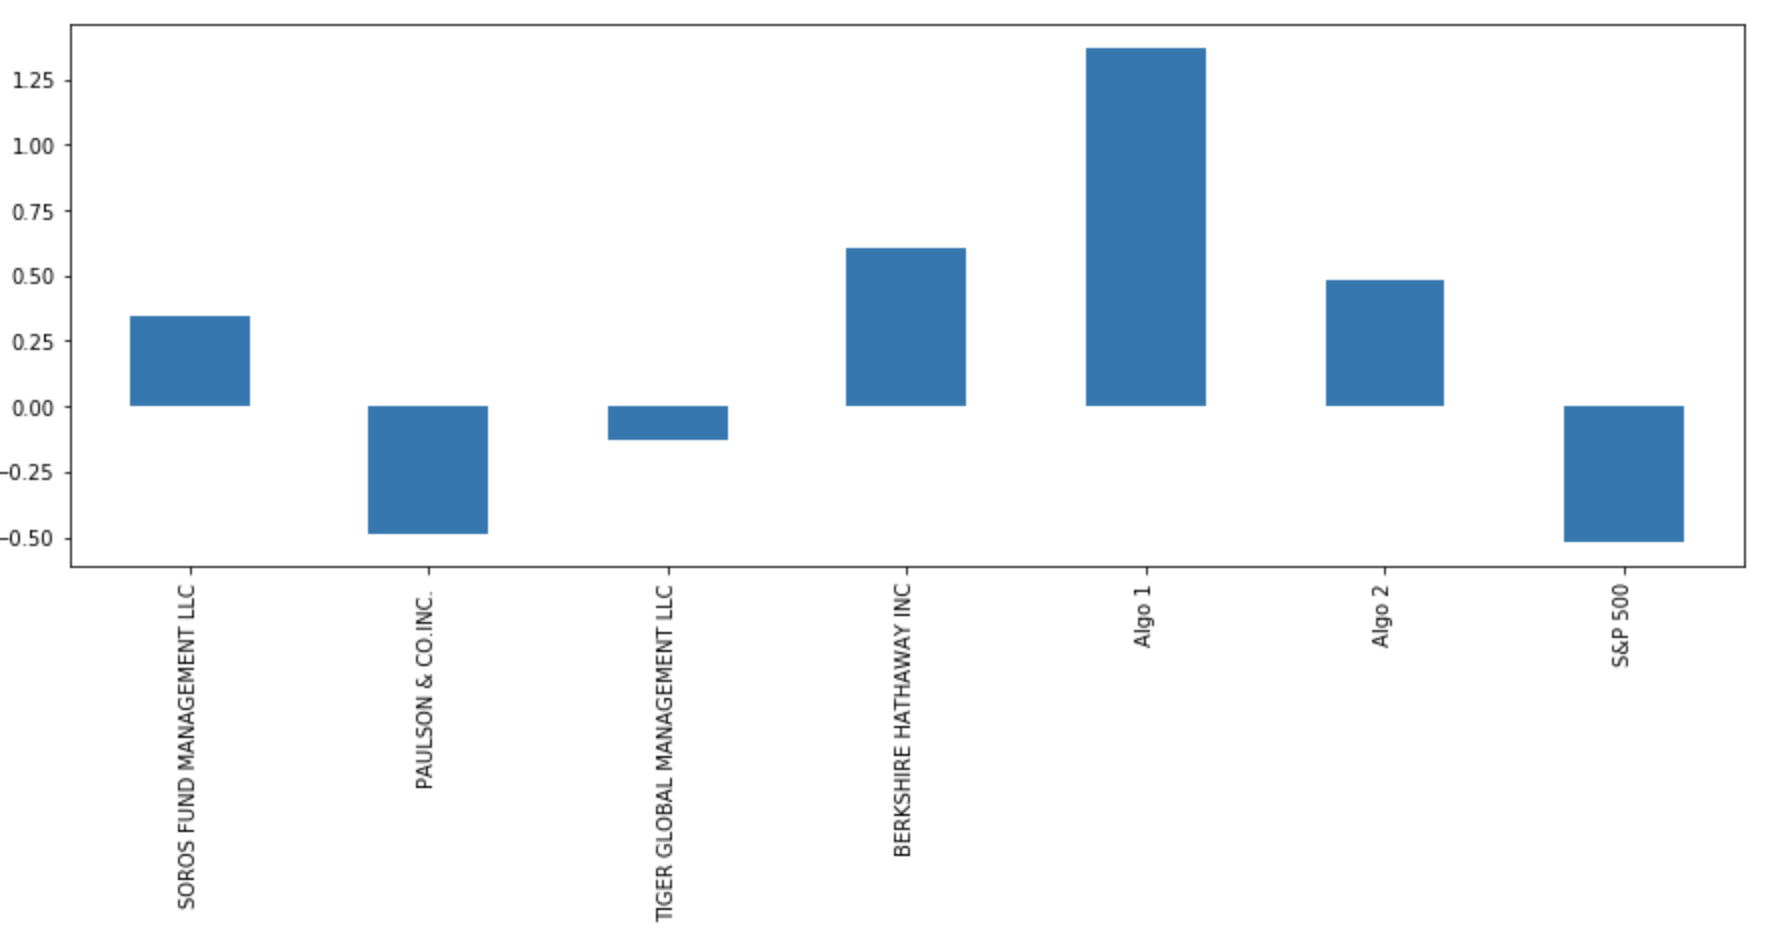 1.25
1.00
0.75
0.50
0.25
0.00
−0.25
−0.50
SOROS FUND MANAGEMENT LLC
PAULSON & CO.INC.
TIGER GLOBAL MANAGEMENT LLC
BERKSHIRE HATHAWAY INC
Algo 1
Algo 2
S&P 500